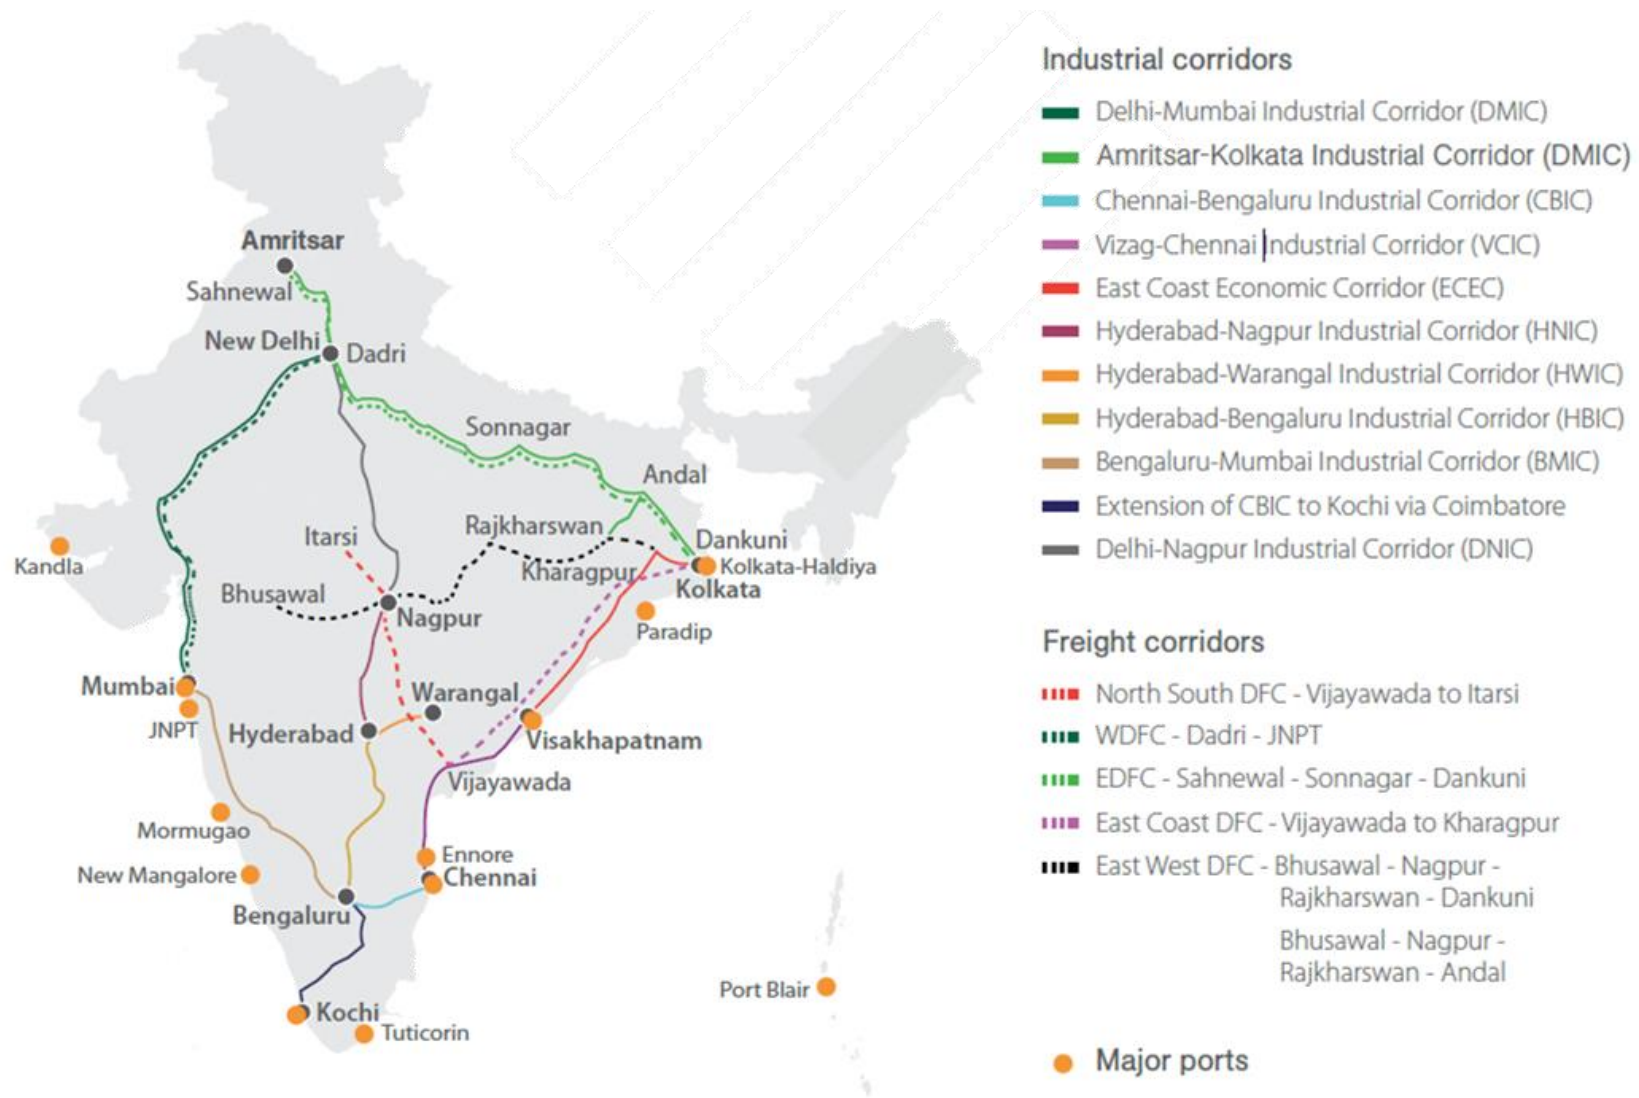 Amritsar
Sahnewal
New Delhi
Dadri
Sonnagar
Andal
Itarsi
Rajkharswan
Dankuni
Kandla
Kharagpur
Kolkata-Haldiya
Bhusawal
Kolkata
Nagpur
Paradip
Mumbai
Warangal
JNPT
Hyderabad
Visakhapatnam
Vijayawada
Mormugao
Ennore
New Mangalore
Chennai
Bengaluru
Port Blair
Kochi
Tuticorin
Industrial corridors
Delhi-Mumbai Industrial Corridor (DMIC)
Amritsar-Kolkata Industrial Corridor (DMIC)
Chennai-Bengaluru Industrial Corridor (CBIC)
Vizag-Chennai Industrial Corridor (VCIC)
East Coast Economic Corridor (ECEC)
Hyderabad-Nagpur Industrial Corridor (HNIC)
Hyderabad-Warangal Industrial Corridor (HWIC)
Hyderabad-Bengaluru Industrial Corridor (HBIC)
Bengaluru-Mumbai Industrial Corridor (BMIC)
Extension of CBIC to Kochi via Coimbatore
Delhi-Nagpur Industrial Corridor (DNIC)
Freight corridors
North South DFC - Vijayawada to Itarsi
WDFC - Dadri - JNPT
EDFC - Sahnewal - Sonnagar - Dankuni
East Coast DFC - Vijayawada to Kharagpur
East West DFC - Bhusawal - Nagpur -
Rajkharswan - Dankuni
Bhusawal - Nagpur -
Rajkharswan - Andal
Major ports